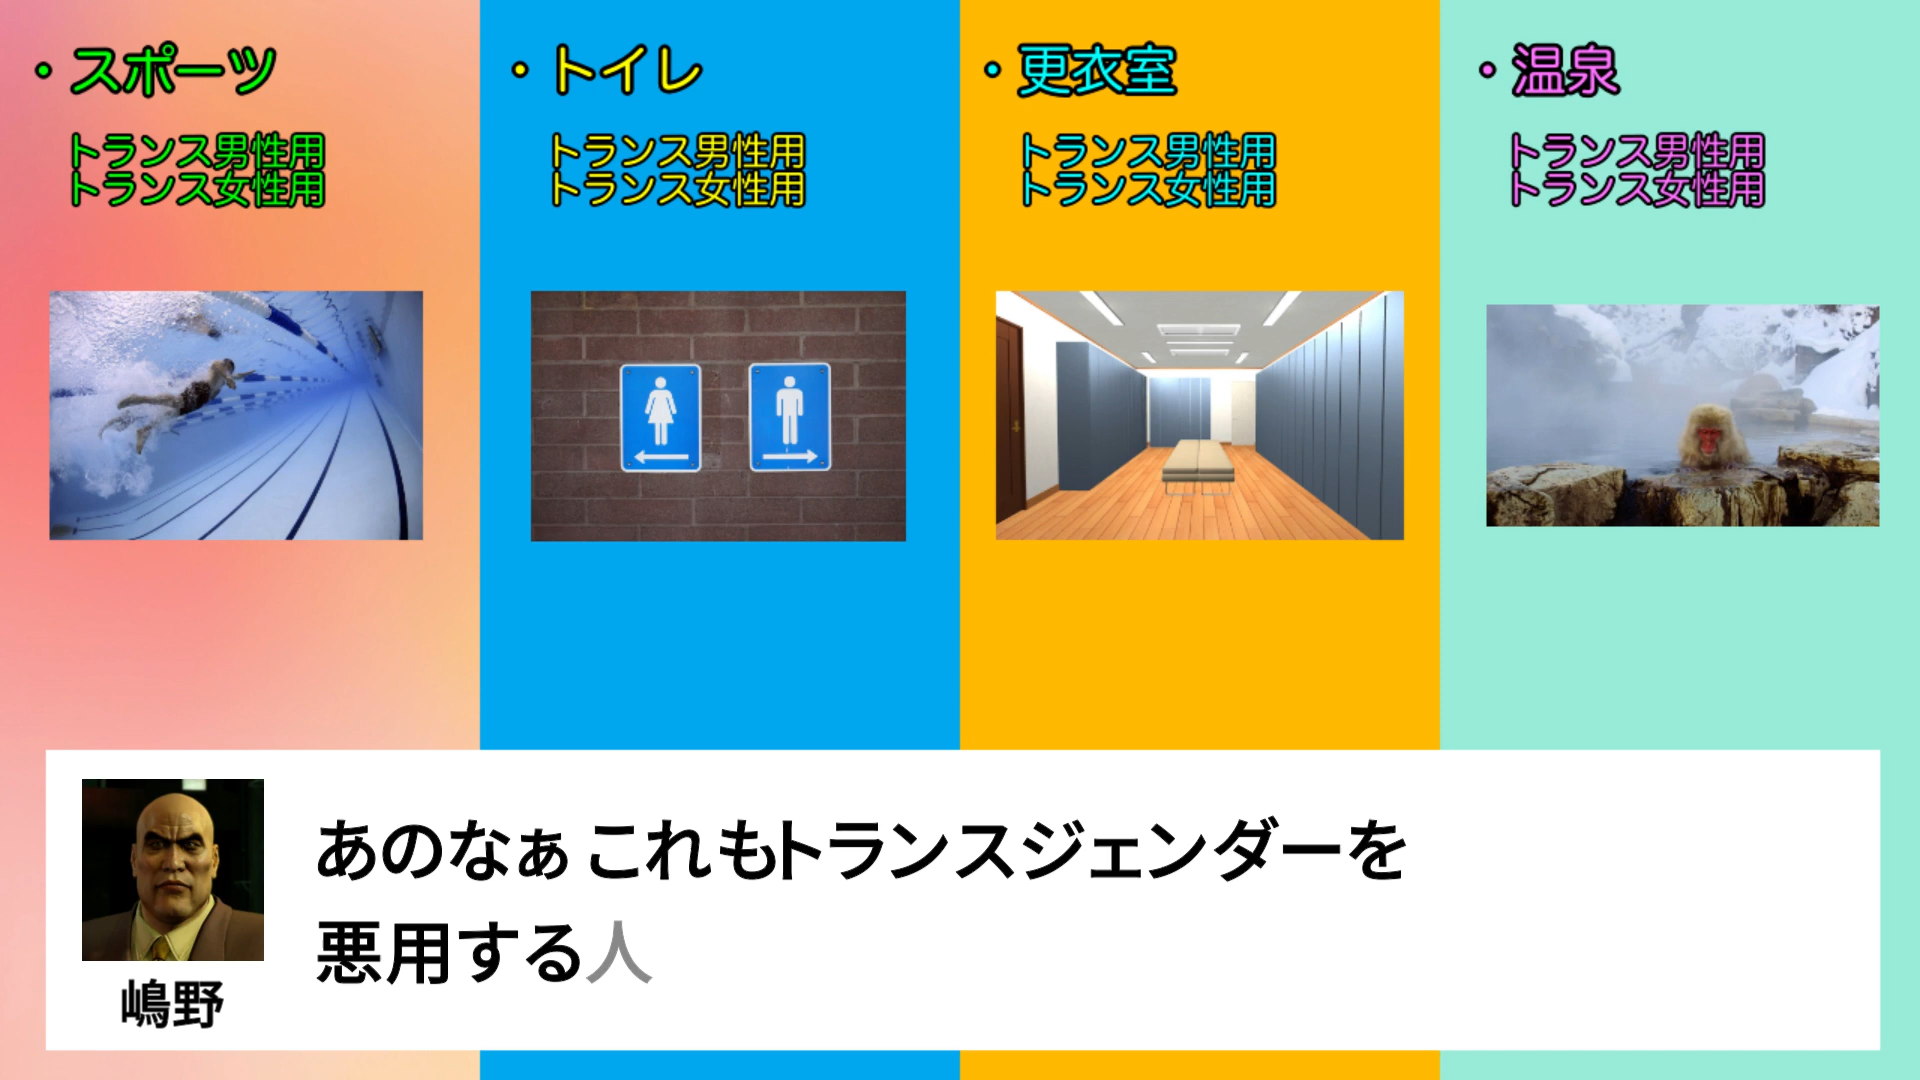 ・スポーツ
トランス男性用
トランス女性用
・トイレ
トランス男性用
トランス女性用
・更衣室
トランス男性用
トランス女性用
・温泉
トランス男性用
トランス女性用
あのなぁこれもトランスジェンダーを
悪用する人
嶋野